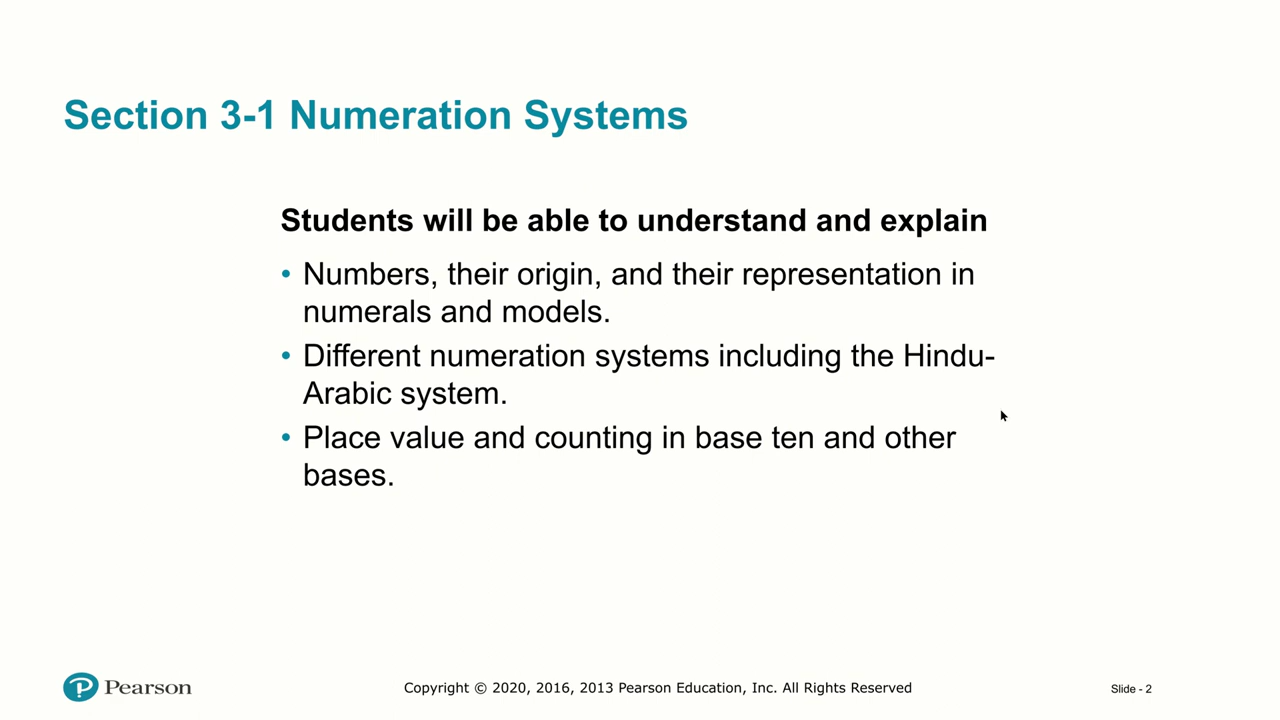 Section 3-1 Numeration Systems
Students will be able to understand and explain
• Numbers, their origin, and their representation in
numerals and models.
• Different numeration systems including the Hindu-
Arabic system.
• Place value and counting in base ten and other
bases.
Pearson
Copyright © 2020, 2016, 2013 Pearson Education, Inc. All Rights Reserved
Slide - 2